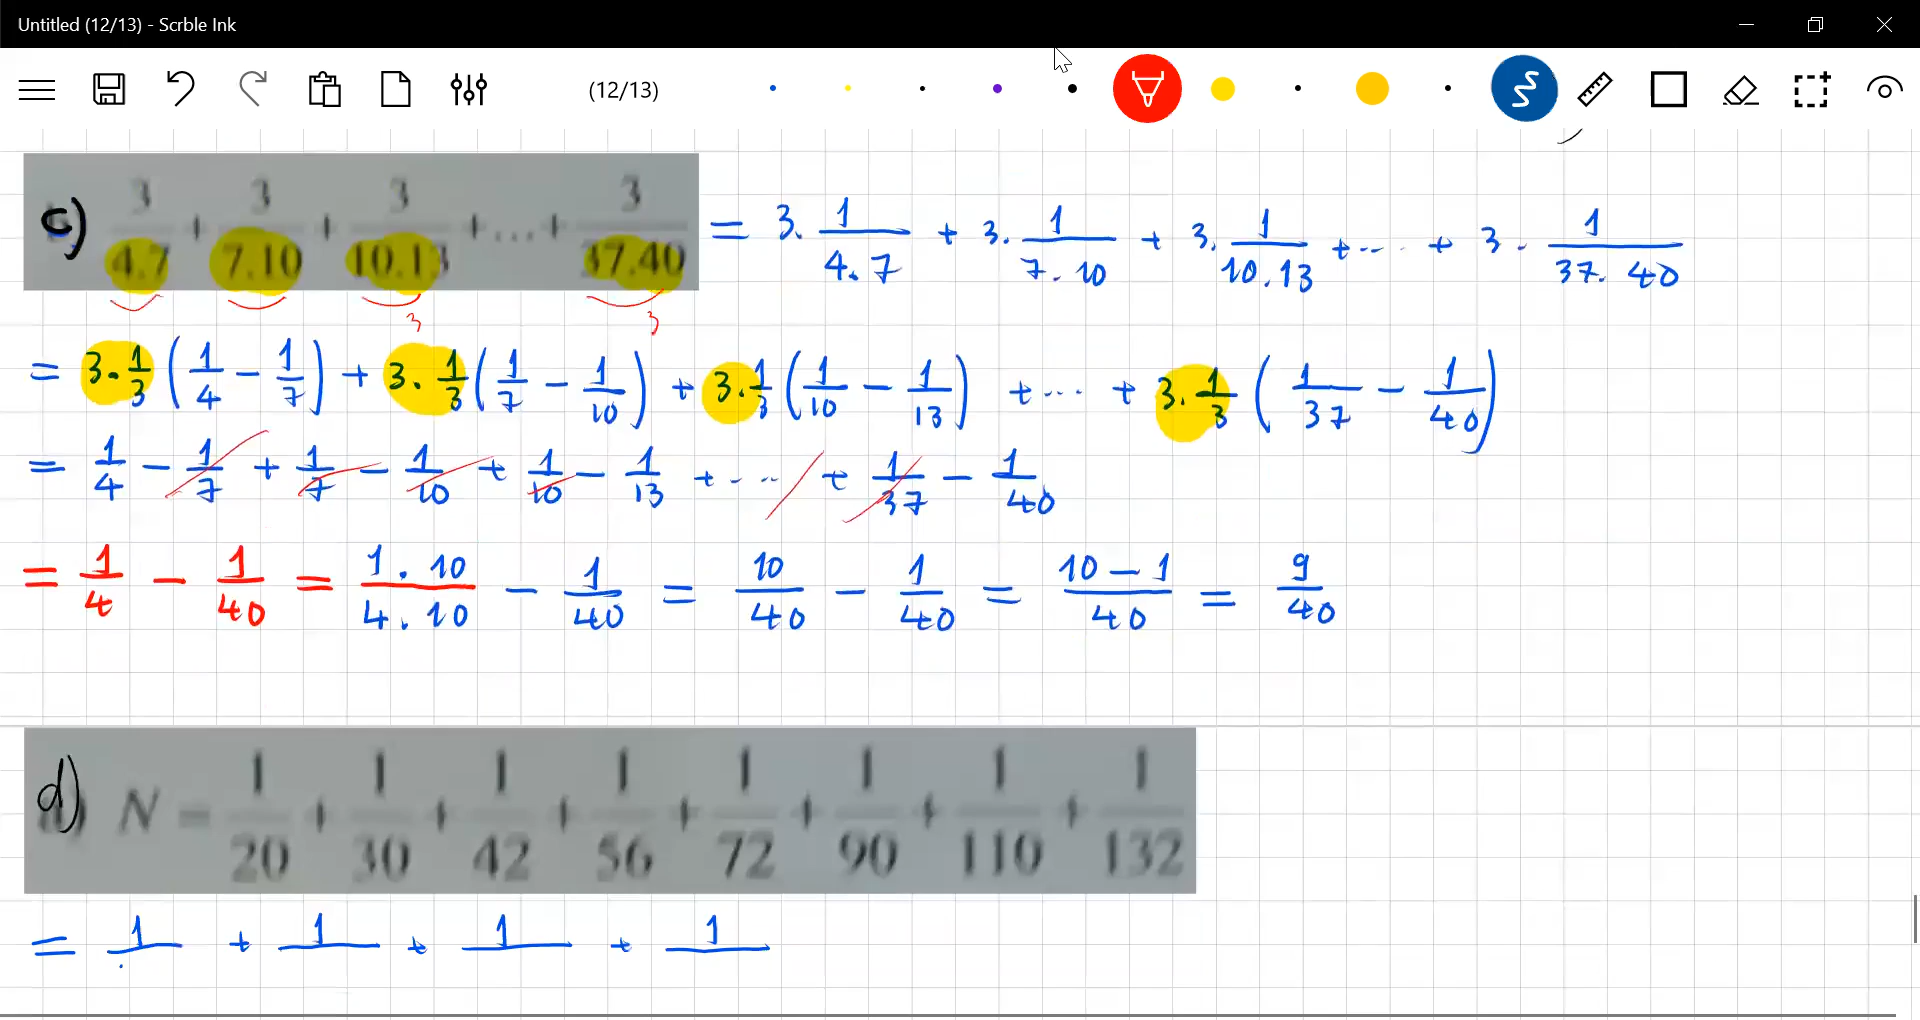 Untitled (12/13) - Scrble Ink
(12/13)
c) 3/4.7 + 3/7.10 + 3/10.13 + ... + 3/37.40 = 3. 1/4.7 + 3. 1/7.10 + 3. 1/10.13 + ... + 3. 1/37.40
3 3
= 3. 1/3 (1/4 - 1/7) + 3. 1/3 (1/7 - 1/10) + 3. 1/3 (1/10 - 1/13) + ... + 3. 1/3 (1/37 - 1/40)
= 1/4 - 1/7 + 1/7 - 1/10 + 1/10 - 1/13 + ... + 1/37 - 1/40
= 1/4 - 1/40 = 1.10/4.10 - 1/40 = 10/40 - 1/40 = 10-1/40 = 9/40
d) N = 1/20 + 1/30 + 1/42 + 1/56 + 1/72 + 1/90 + 1/110 + 1/132
= 1/ + 1/ + 1/ + 1/